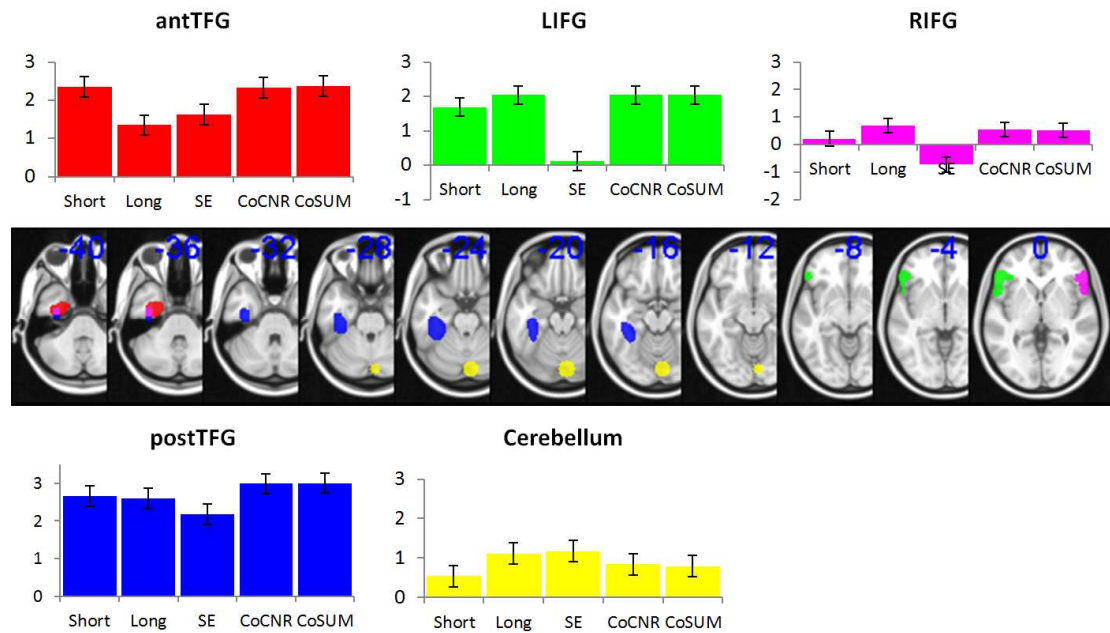 antTFG
LIFG
RIFG
3
2
1
0
Short Long SE CoCNR CoSUM
3
2
1
0
-1
Short Long SE CoCNR CoSUM
3
2
1
0
-1
-2
Short Long SE CoCNR CoSUM
-40 -36 -32 -28 -24 -20 -16 -12 -8 -4 0
postTFG
Cerebellum
3
2
1
0
Short Long SE CoCNR CoSUM
3
2
1
0
Short Long SE CoCNR CoSUM